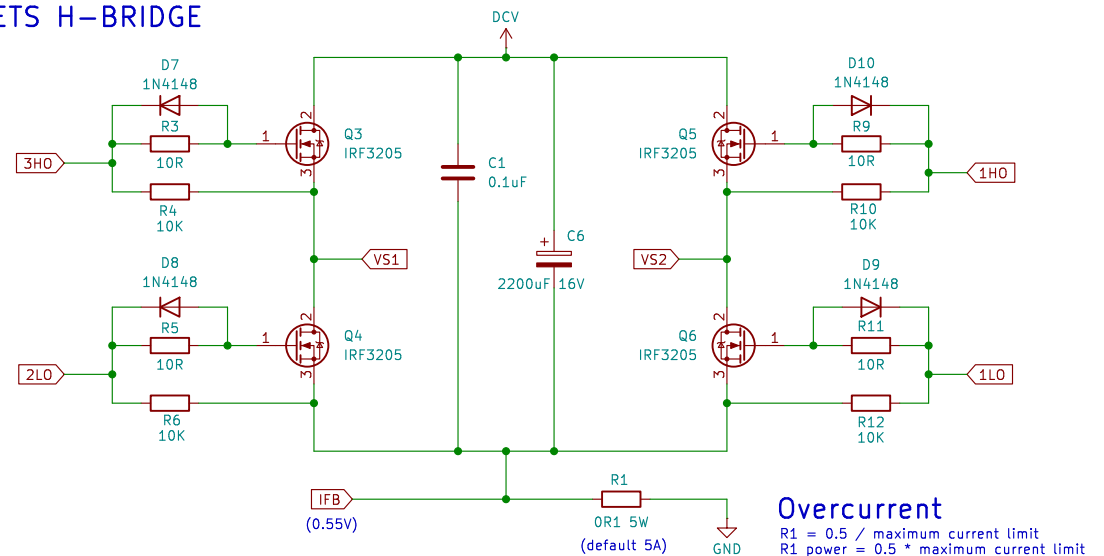 ETS H-BRIDGE
DCV
D7
1N4148
R3
10R
R4
10K
3HO
1
2
3
Q3
IRF3205
C1
0.1uF
C6
+
2200uF 16V
Q5
IRF3205
2
3
1
D10
1N4148
R9
10R
R10
10K
1HO
VS1
VS2
D8
1N4148
R5
10R
R6
10K
2LO
1
2
3
Q4
IRF3205
Q6
IRF3205
2
3
1
D9
1N4148
R11
10R
R12
10K
1LO
IFB
(0.55V)
R1
0R1 5W
(default 5A)
GND
Overcurrent
R1 = 0.5 / maximum current limit
R1 power = 0.5 * maximum current limit